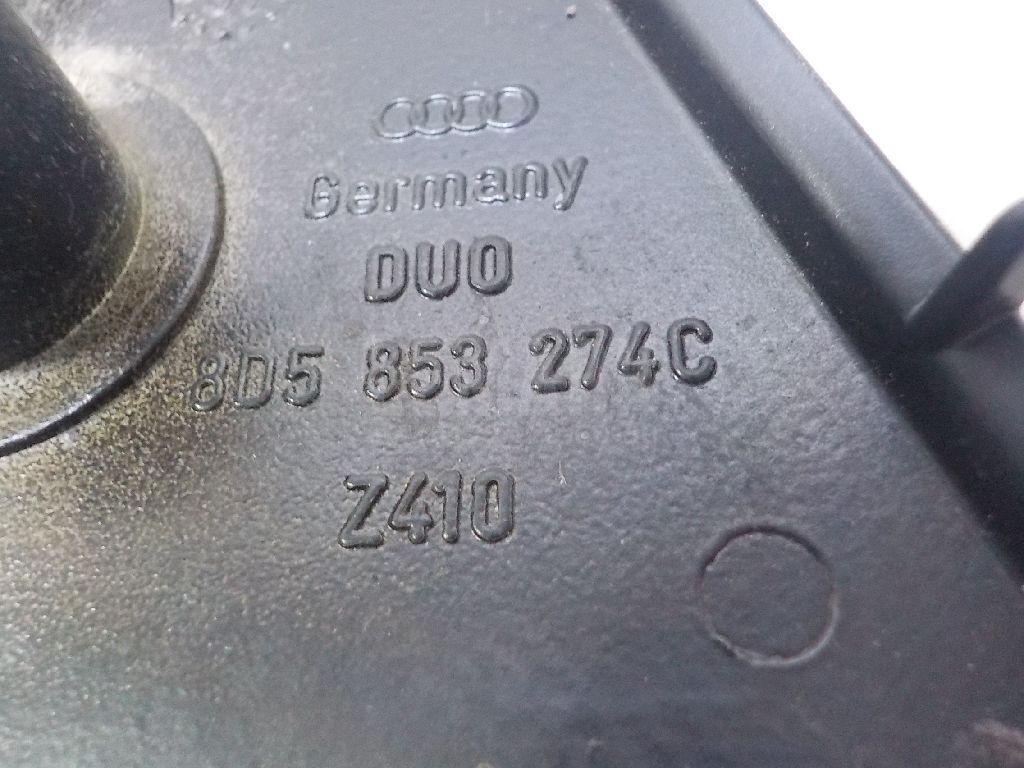 Germany
DUO
8D5 853 274C
Z410